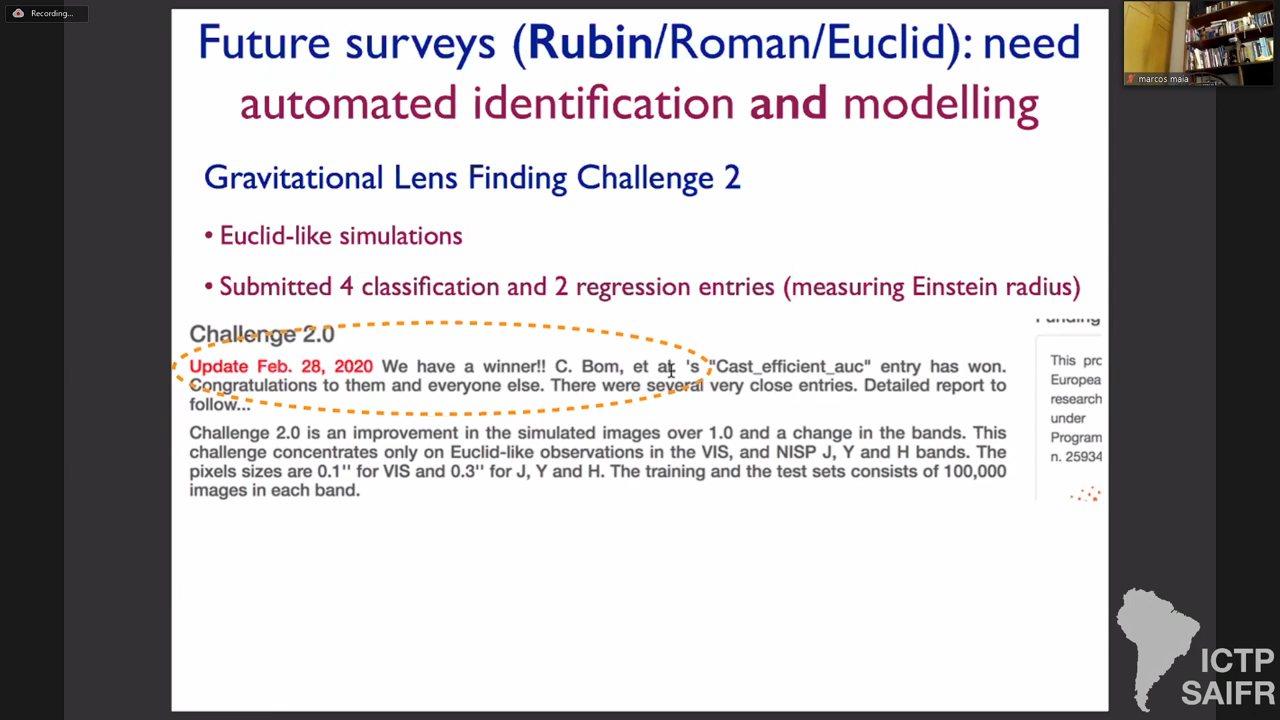 Recording...
Future surveys (Rubin/Roman/Euclid): need
automated identification and modelling
marcos maia
Gravitational Lens Finding Challenge 2
• Euclid-like simulations
• Submitted 4 classification and 2 regression entries (measuring Einstein radius)
Challenge 2.0
Update Feb. 28, 2020 We have a winner!! C. Bom, et al 's "Cast_efficient_auc" entry has won.
Congratulations to them and everyone else. There were several very close entries. Detailed report to
follow...
Challenge 2.0 is an improvement in the simulated images over 1.0 and a change in the bands. This
challenge concentrates only on Euclid-like observations in the VIS, and NISP J, Y and H bands. The
pixels sizes are 0.1'' for VIS and 0.3'' for J, Y and H. The training and the test sets consists of 100,000
images in each band.
Funding
This pro
Europea
research
under
Program
n. 25934
ICTP
SAIFR